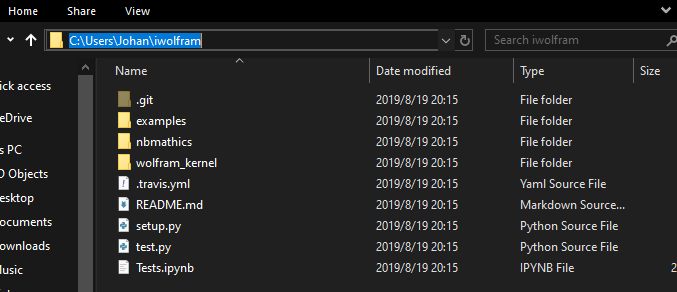 Home Share View
C:\Users\Johan\iwolfram Search iwolfram
Name Date modified Type Size
ick access
eDrive
s PC
D Objects
esktop
ocuments
ownloads
Music
.git 2019/8/19 20:15 File folder
examples 2019/8/19 20:15 File folder
nbmathics 2019/8/19 20:15 File folder
wolfram_kernel 2019/8/19 20:15 File folder
.travis.yml 2019/8/19 20:15 Yaml Source File
README.md 2019/8/19 20:15 Markdown Source...
setup.py 2019/8/19 20:15 Python Source File
test.py 2019/8/19 20:15 Python Source File
Tests.ipynb 2019/8/19 20:15 IPYNB File 2